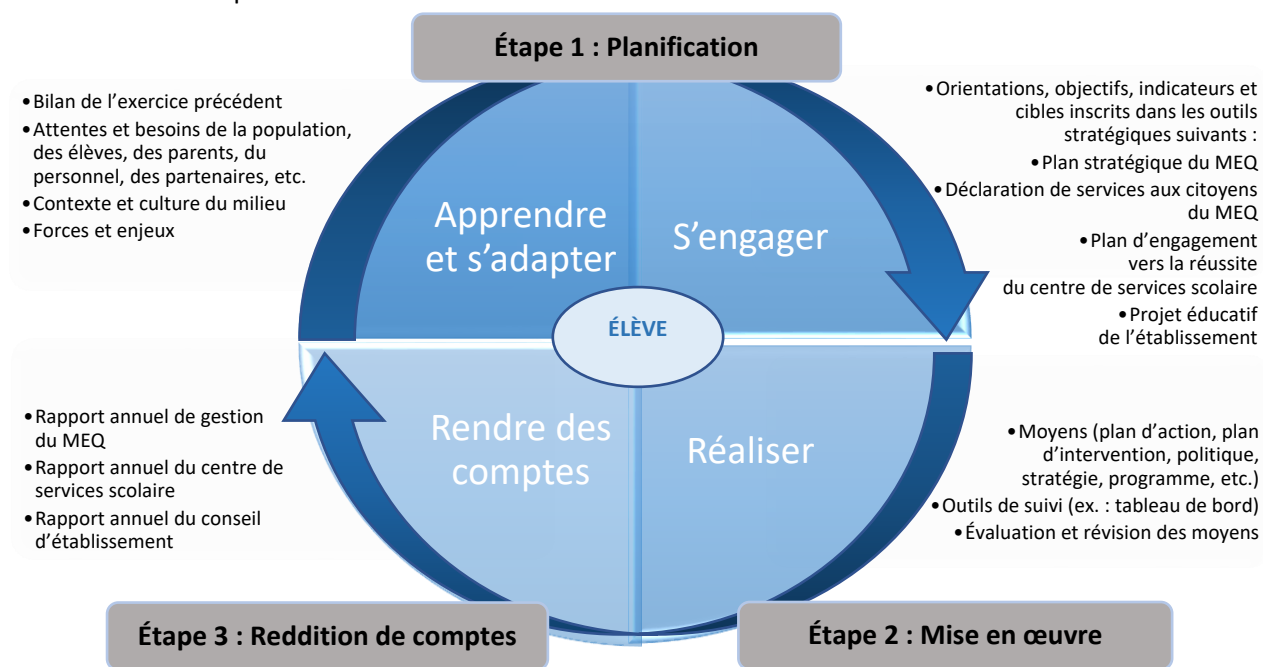 Étape 1 : Planification
•Bilan de l’exercice précédent
•Attentes et besoins de la population,
des élèves, des parents, du
personnel, des partenaires, etc.
•Contexte et culture du milieu
•Forces et enjeux
•Orientations, objectifs, indicateurs et
cibles inscrits dans les outils
stratégiques suivants :
•Plan stratégique du MEQ
•Déclaration de services aux citoyens
du MEQ
•Plan d’engagement
vers la réussite
du centre de services scolaire
•Projet éducatif
de l’établissement
Apprendre
et s’adapter
S’engager
ÉLÈVE
Rendre des
comptes
Réaliser
•Rapport annuel de gestion
du MEQ
•Rapport annuel du centre de
services scolaire
•Rapport annuel du conseil
d’établissement
•Moyens (plan d’action, plan
d’intervention, politique,
stratégie, programme, etc.)
•Outils de suivi (ex. : tableau de bord)
•Évaluation et révision des moyens
Étape 3 : Reddition de comptes
Étape 2 : Mise en œuvre